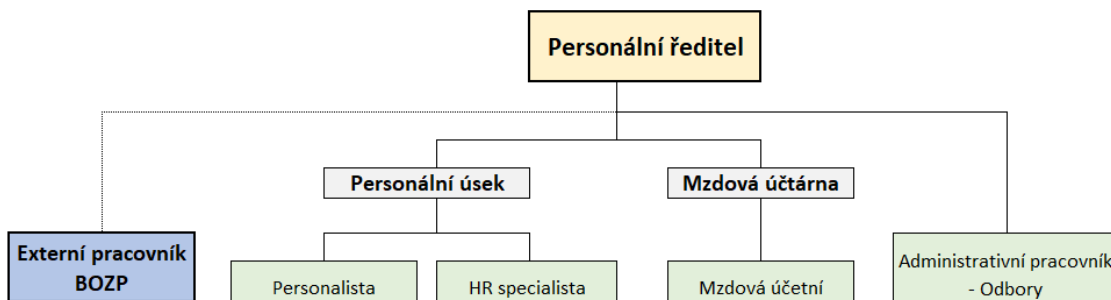 Personální ředitel
Personální úsek
Mzdová účtárna
Externí pracovník
BOZP
Personalista
HR specialista
Mzdová účetní
Administrativní pracovník
- Odbory